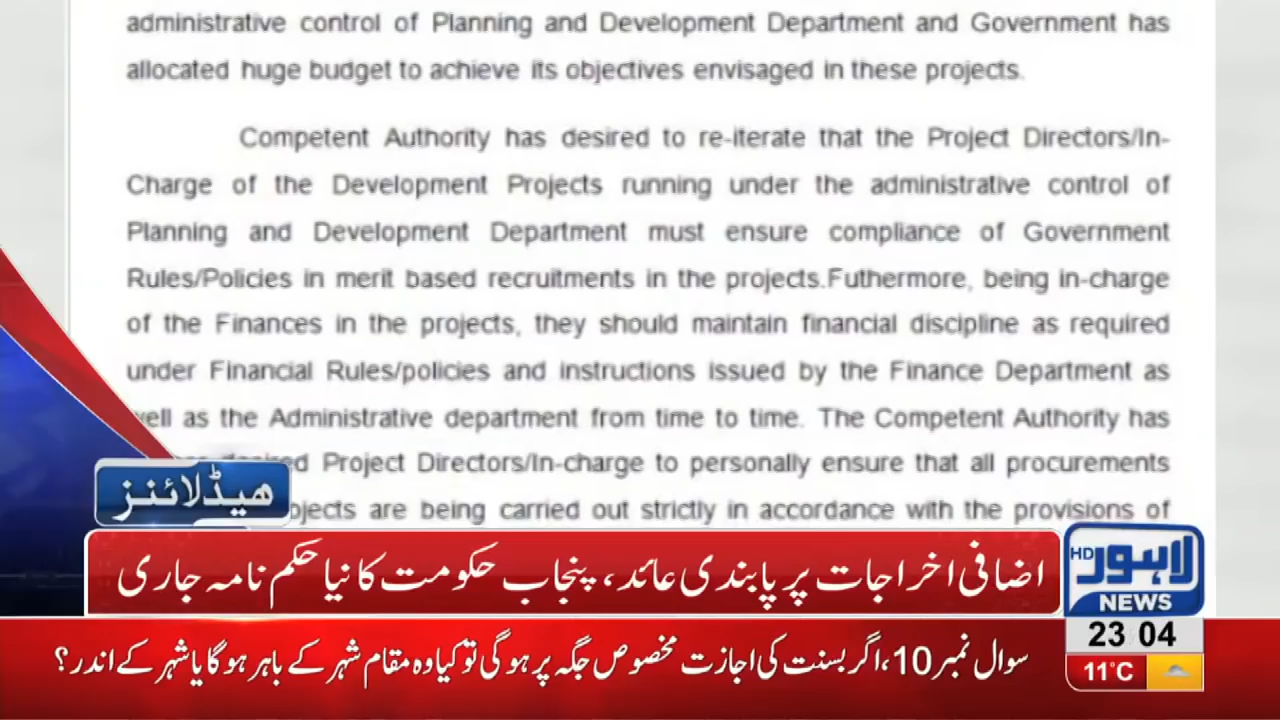 administrative control of Planning and Development Department and Government has
allocated huge budget to achieve its objectives envisaged in these projects.
Competent Authority has desired to re-iterate that the Project Directors/In-
Charge of the Development Projects running under the administrative control of
Planning and Development Department must ensure compliance of Government
Rules/Policies in merit based recruitments in the projects.Futhermore, being in-charge
of the Finances in the projects, they should maintain financial discipline as required
under Financial Rules/policies and instructions issued by the Finance Department as
as the Administrative department from time to time. The Competent Authority has
Project Directors/In-charge to personally ensure that all procurements
are being carried out strictly in accordance with the provisions of
ھیڈلائنز
اضافی اخراجات پر پابندی عائد، پنجاب حکومت کا نیا حکم نامہ جاری
HD لاہور
NEWS
23 04
سوال نمبر 10، اگر بسنت کی اجازت مخصوص جگہ پر ہوگی تو کیا وہ مقام شہر کے باہر ہوگا یا شہر کے اندر؟
11°C